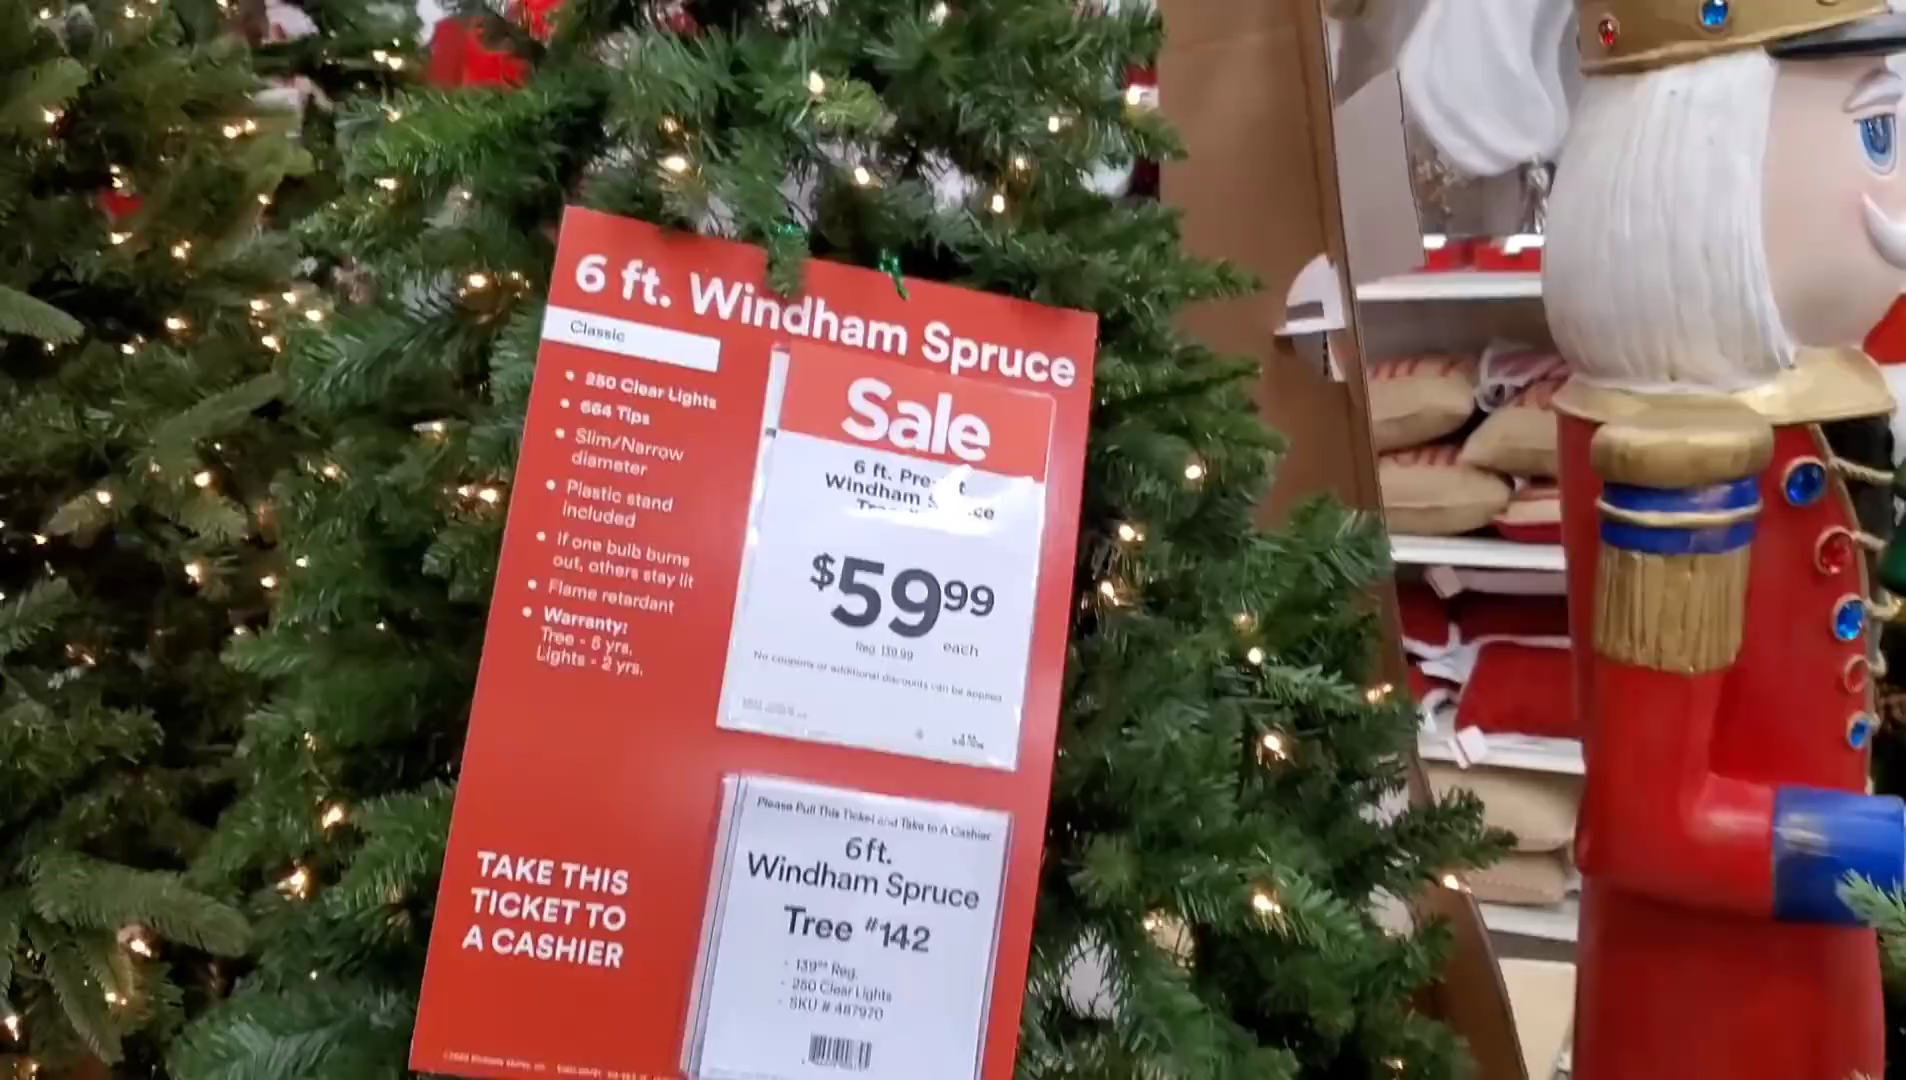 6 ft. Windham Spruce
Classic
• 250 Clear Lights
• 664 Tips
• Slim/Narrow
diameter
• Plastic stand
included
• If one bulb burns
out, others stay lit
• Flame retardant
• Warranty:
Tree - 5 yrs.
Lights - 2 yrs.
Sale
6 ft.
Windham
$59 99
Reg. 139.99 each
No coupons or additional discounts can be applied
TAKE THIS
TICKET TO
A CASHIER
Please Pull This Ticket and Take to A Cashier
6 ft.
Windham Spruce
Tree #142
- 139⁹⁹ Reg.
- 250 Clear Lights
- SKU # 487970